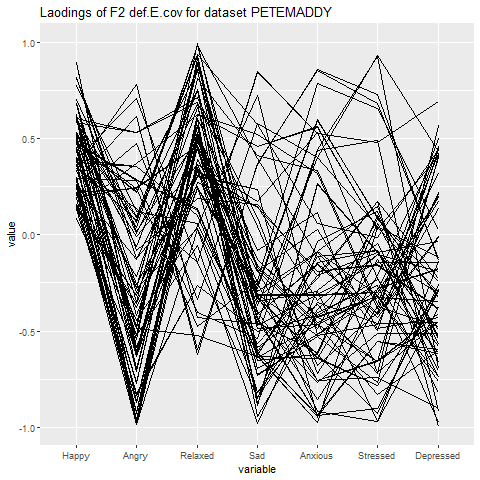 Laodings of F2 def.E.cov for dataset PETEMADDY
1.0
0.5
0.0
-0.5
-1.0
value
Happy Angry Relaxed Sad Anxious Stressed Depressed
variable